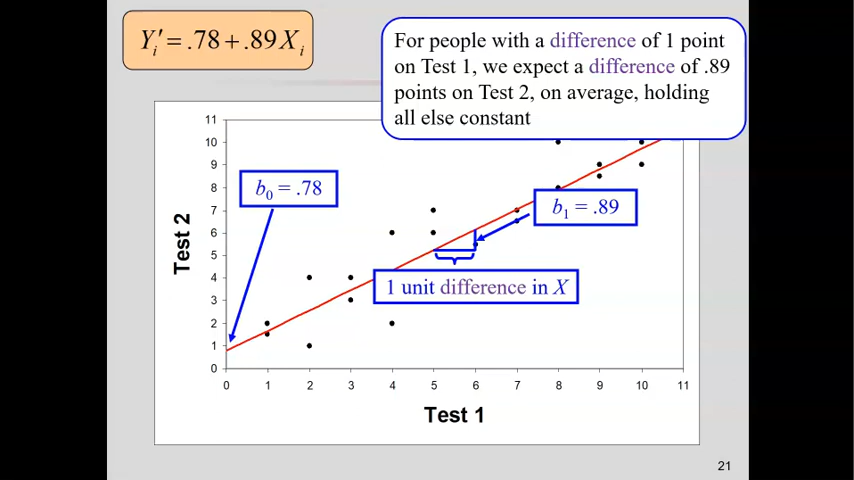 Yᵢ′ = .78 + .89Xᵢ
For people with a difference of 1 point
on Test 1, we expect a difference of .89
points on Test 2, on average, holding
all else constant
11
10
9
8
7
6
5
4
3
2
1
0
Test 2
b₀ = .78
b₁ = .89
1 unit difference in X
0 1 2 3 4 5 6 7 8 9 10 11
Test 1
21